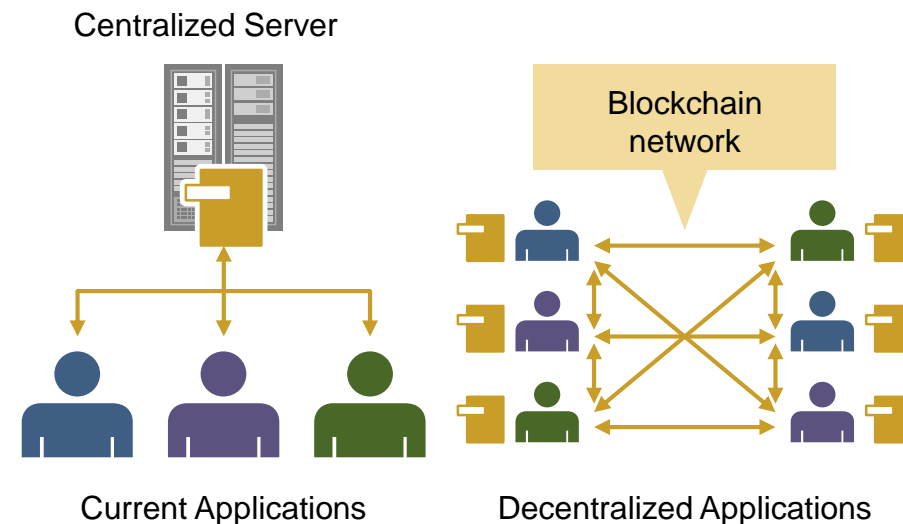 Centralized Server
Blockchain
network
Current Applications
Decentralized Applications